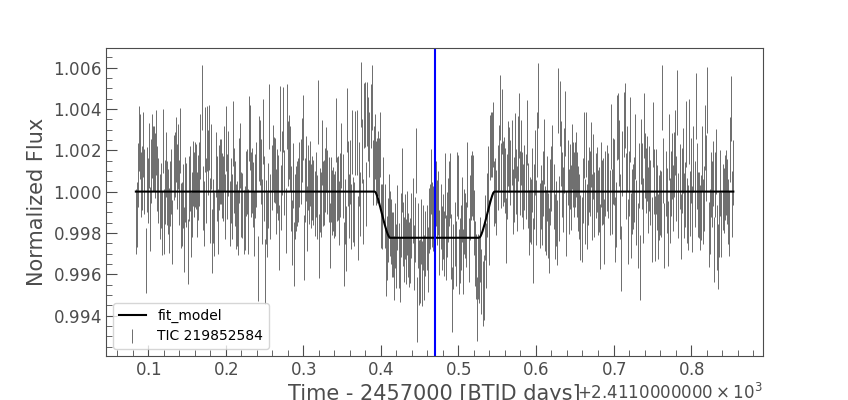 Normalized Flux
1.006
1.004
1.002
1.000
0.998
0.996
0.994
fit_model
TIC 219852584
0.1 0.2 0.3 0.4 0.5 0.6 0.7 0.8
Time - 2457000 [BTJD days]
+2.4110000000 × 10³